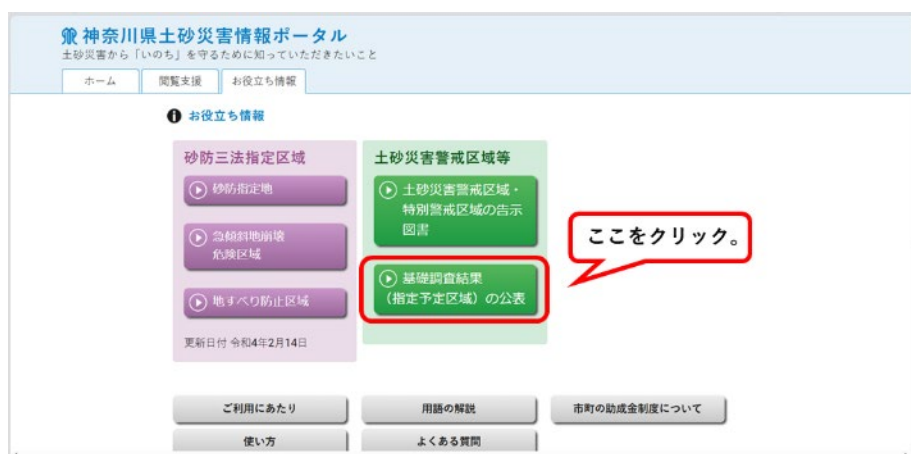 神奈川県土砂災害情報ポータル
土砂災害から「いのち」を守るために知っていただきたいこと
ホーム
閲覧支援
お役立ち情報
お役立ち情報
砂防三法指定区域
砂防指定地
急傾斜地崩壊
危険区域
地すべり防止区域
更新日付 令和4年2月14日
土砂災害警戒区域等
土砂災害警戒区域・
特別警戒区域の告示
図書
基礎調査結果
（指定予定区域）の公表
ここをクリック。
ご利用にあたり
用語の解説
市町の助成金制度について
使い方
よくある質問